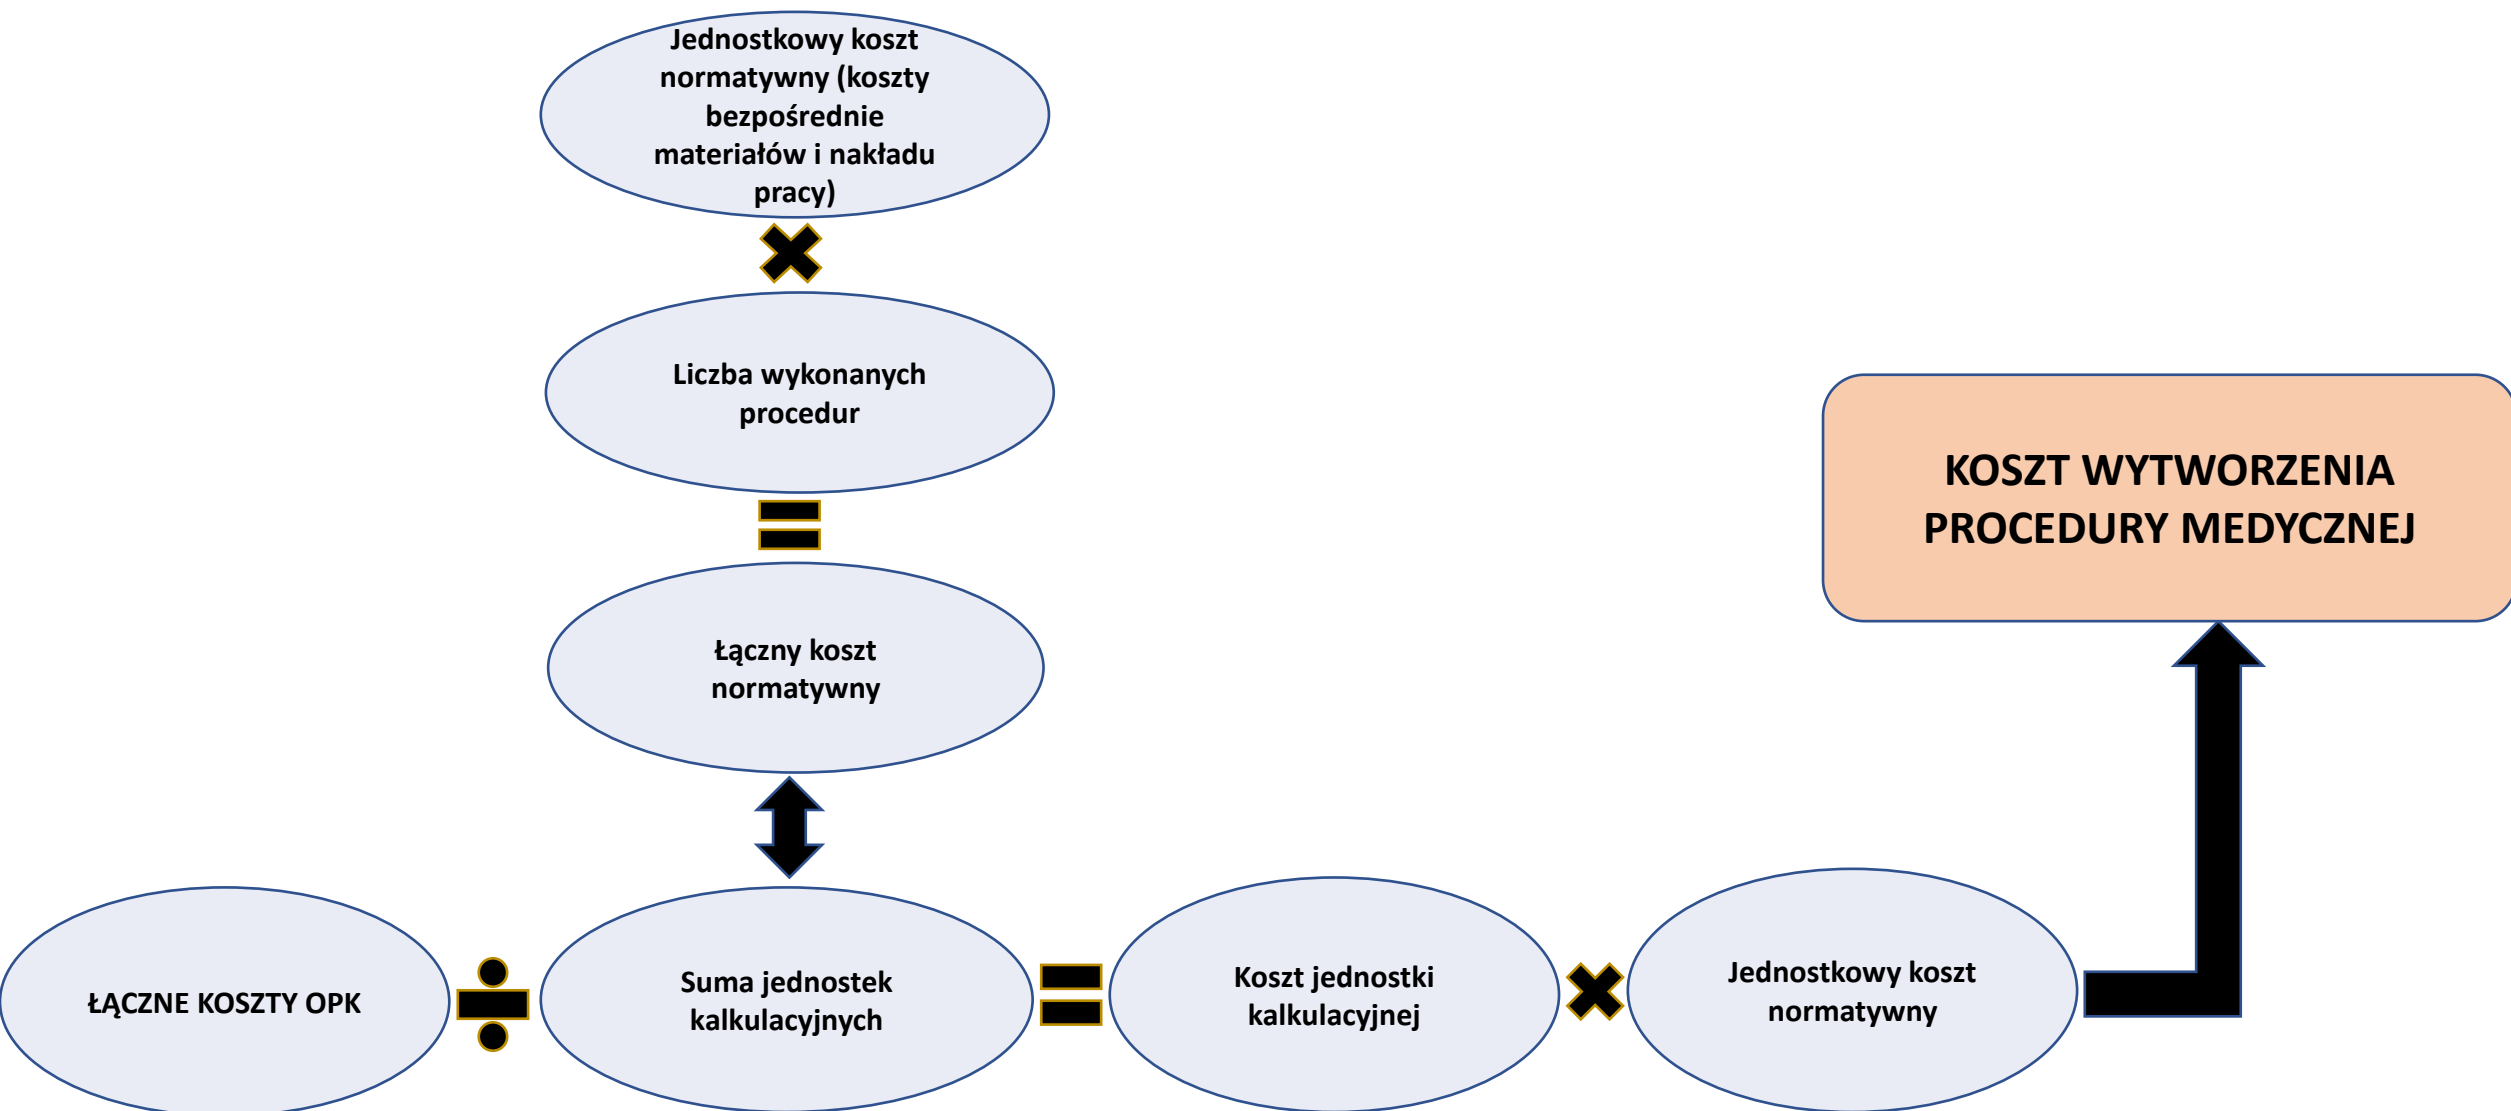 Jednostkowy koszt
normatywny (koszty
bezpośrednie
materiałów i nakładu
pracy)
Liczba wykonanych
procedur
KOSZT WYTWORZENIA
PROCEDURY MEDYCZNEJ
Łączny koszt
normatywny
ŁĄCZNE KOSZTY OPK
Suma jednostek
kalkulacyjnych
Koszt jednostki
kalkulacyjnej
Jednostkowy koszt
normatywny